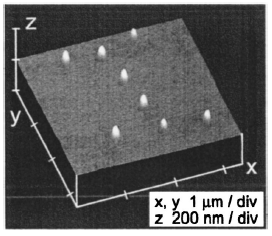 z
y
x
x, y 1 μm / div
z 200 nm / div